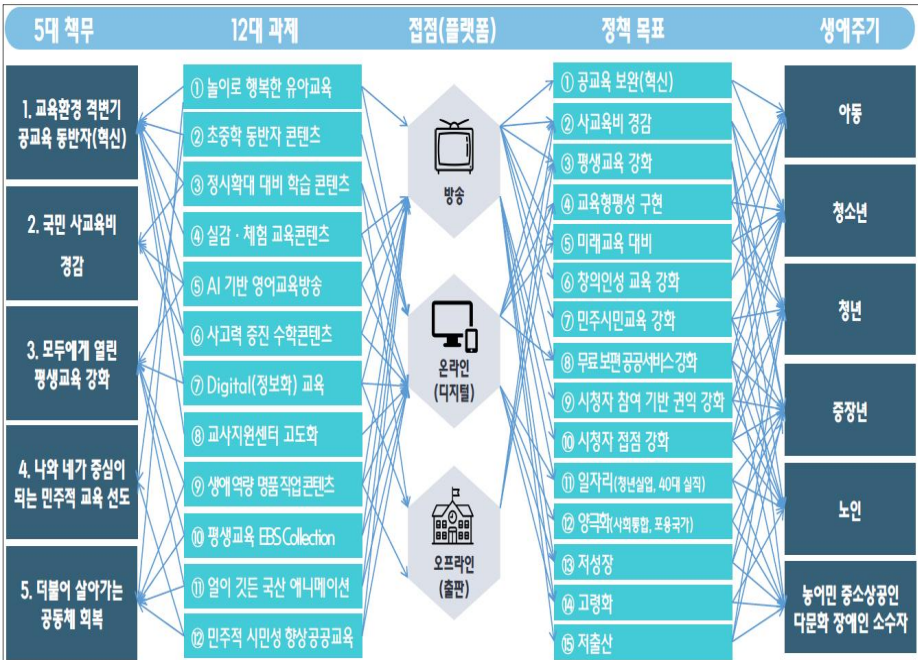 5대 책무
12대 과제
접점(플랫폼)
정책 목표
생애주기
1. 교육환경 격변기
공교육 동반자(혁신)
2. 국민 사교육비
경감
3. 모두에게 열린
평생교육 강화
4. 나와 네가 중심이
되는 민주적 교육 선도
5. 더불어 살아가는
공동체 회복
① 놀이로 행복한 유아교육
② 초중학 동반자 콘텐츠
③ 정시확대 대비 학습 콘텐츠
④ 실감·체험 교육콘텐츠
⑤ AI 기반 영어교육방송
⑥ 사고력 증진 수학콘텐츠
⑦ Digital(정보화) 교육
⑧ 교사지원센터 고도화
⑨ 생애 역량 명품 직업콘텐츠
⑩ 평생교육 EBS Collection
⑪ 얼이 깃든 국산 애니메이션
⑫ 민주적 시민성 향상공공교육
방송
온라인
(디지털)
오프라인
(출판)
① 공교육 보완(혁신)
② 사교육비 경감
③ 평생교육 강화
④ 교육형평성 구현
⑤ 미래교육 대비
⑥ 창의인성 교육 강화
⑦ 민주시민교육 강화
⑧ 무료 보편 공공서비스 강화
⑨ 시청자 참여 기반 권익 강화
⑩ 시청자 접점 강화
⑪ 일자리(청년실업, 40대 실직)
⑫ 양극화(사회통합, 포용국가)
⑬ 저성장
⑭ 고령화
⑮ 저출산
아동
청소년
청년
중장년
노인
농어민 중소상공인
다문화 장애인 소수자